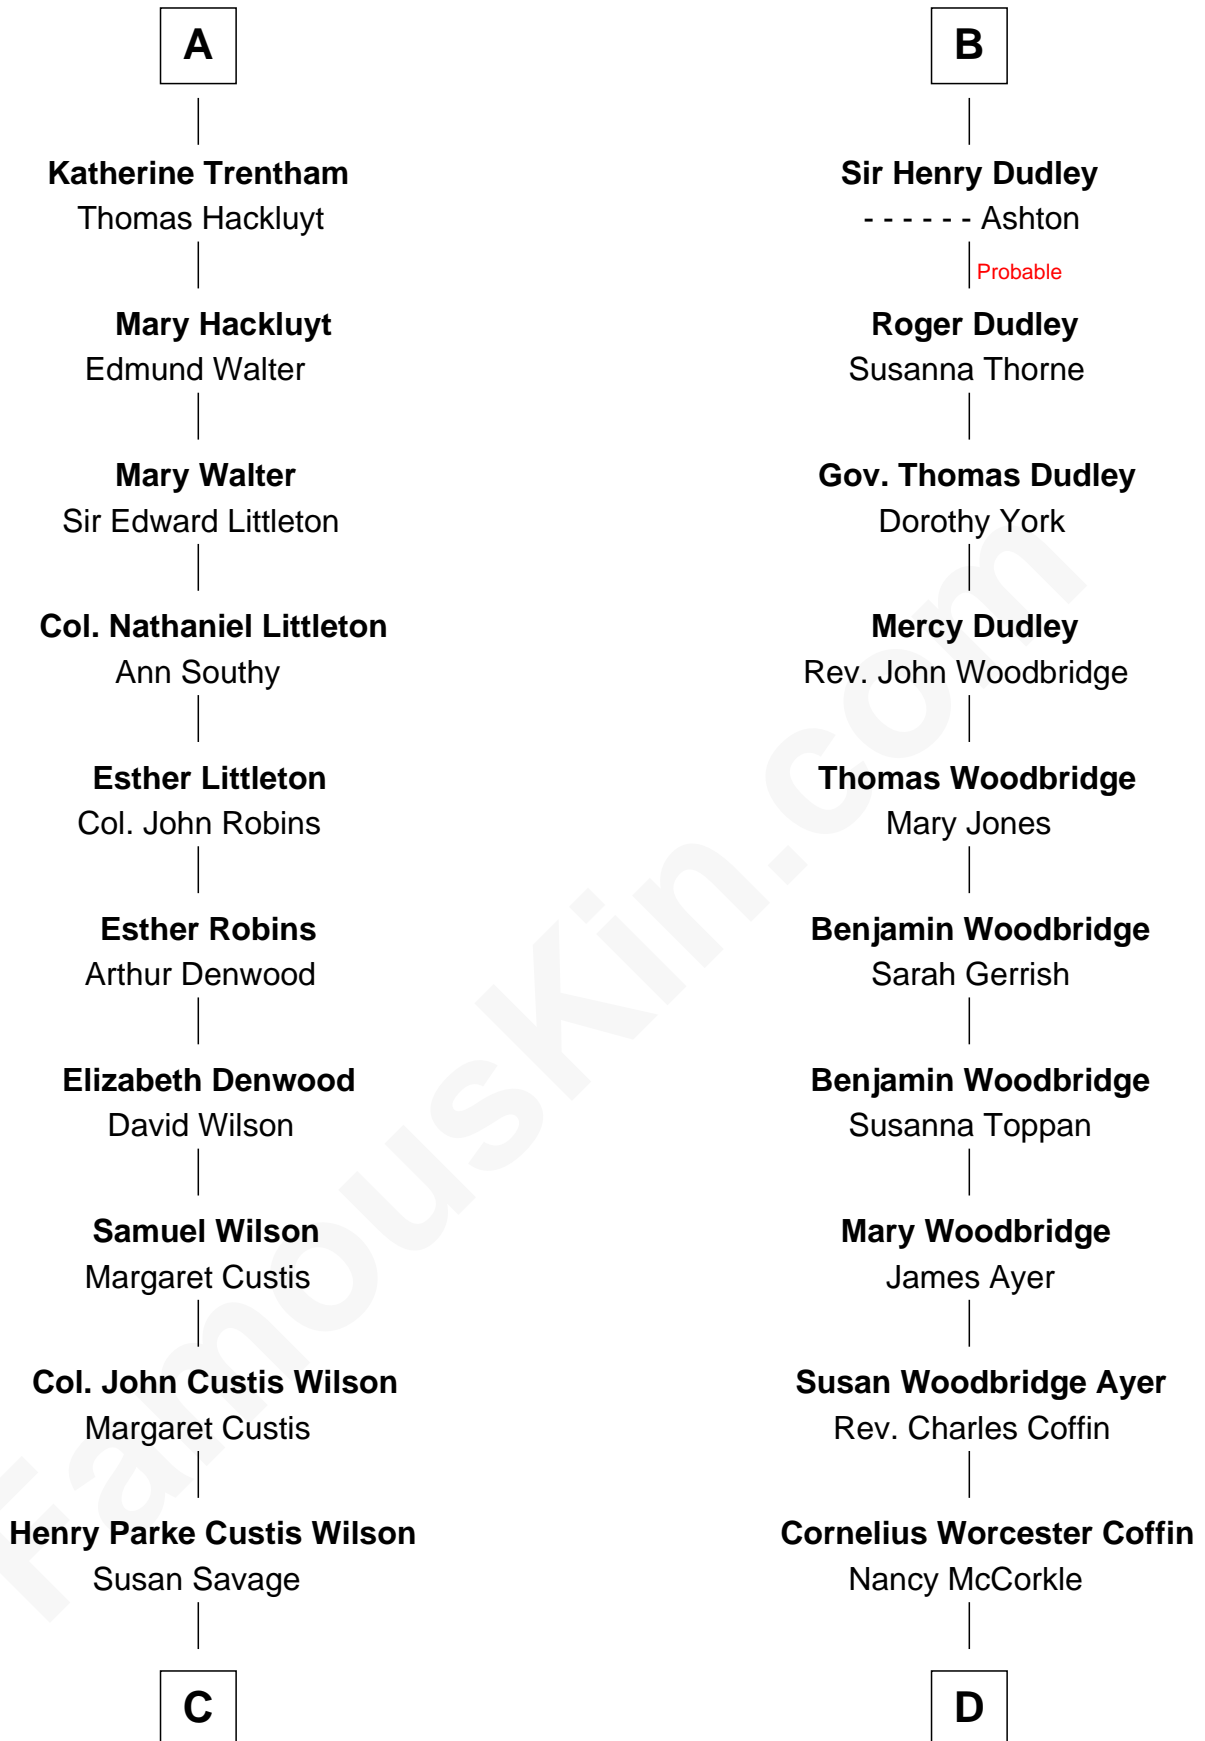 A
Katherine Trentham
Thomas Hackluyt
Mary Hackluyt
Edmund Walter
Mary Walter
Sir Edward Littleton
Col. Nathaniel Littleton
Ann Southy
Esther Littleton
Col. John Robins
Esther Robins
Arthur Denwood
Elizabeth Denwood
David Wilson
Samuel Wilson
Margaret Custis
Col. John Custis Wilson
Margaret Custis
Henry Parke Custis Wilson
Susan Savage
C
B
Sir Henry Dudley
- - - - - - Ashton
Probable
Roger Dudley
Susanna Thorne
Gov. Thomas Dudley
Dorothy York
Mercy Dudley
Rev. John Woodbridge
Thomas Woodbridge
Mary Jones
Benjamin Woodbridge
Sarah Gerrish
Benjamin Woodbridge
Susanna Toppan
Mary Woodbridge
James Ayer
Susan Woodbridge Ayer
Rev. Charles Coffin
Cornelius Worcester Coffin
Nancy McCorkle
D
FamousKin.com